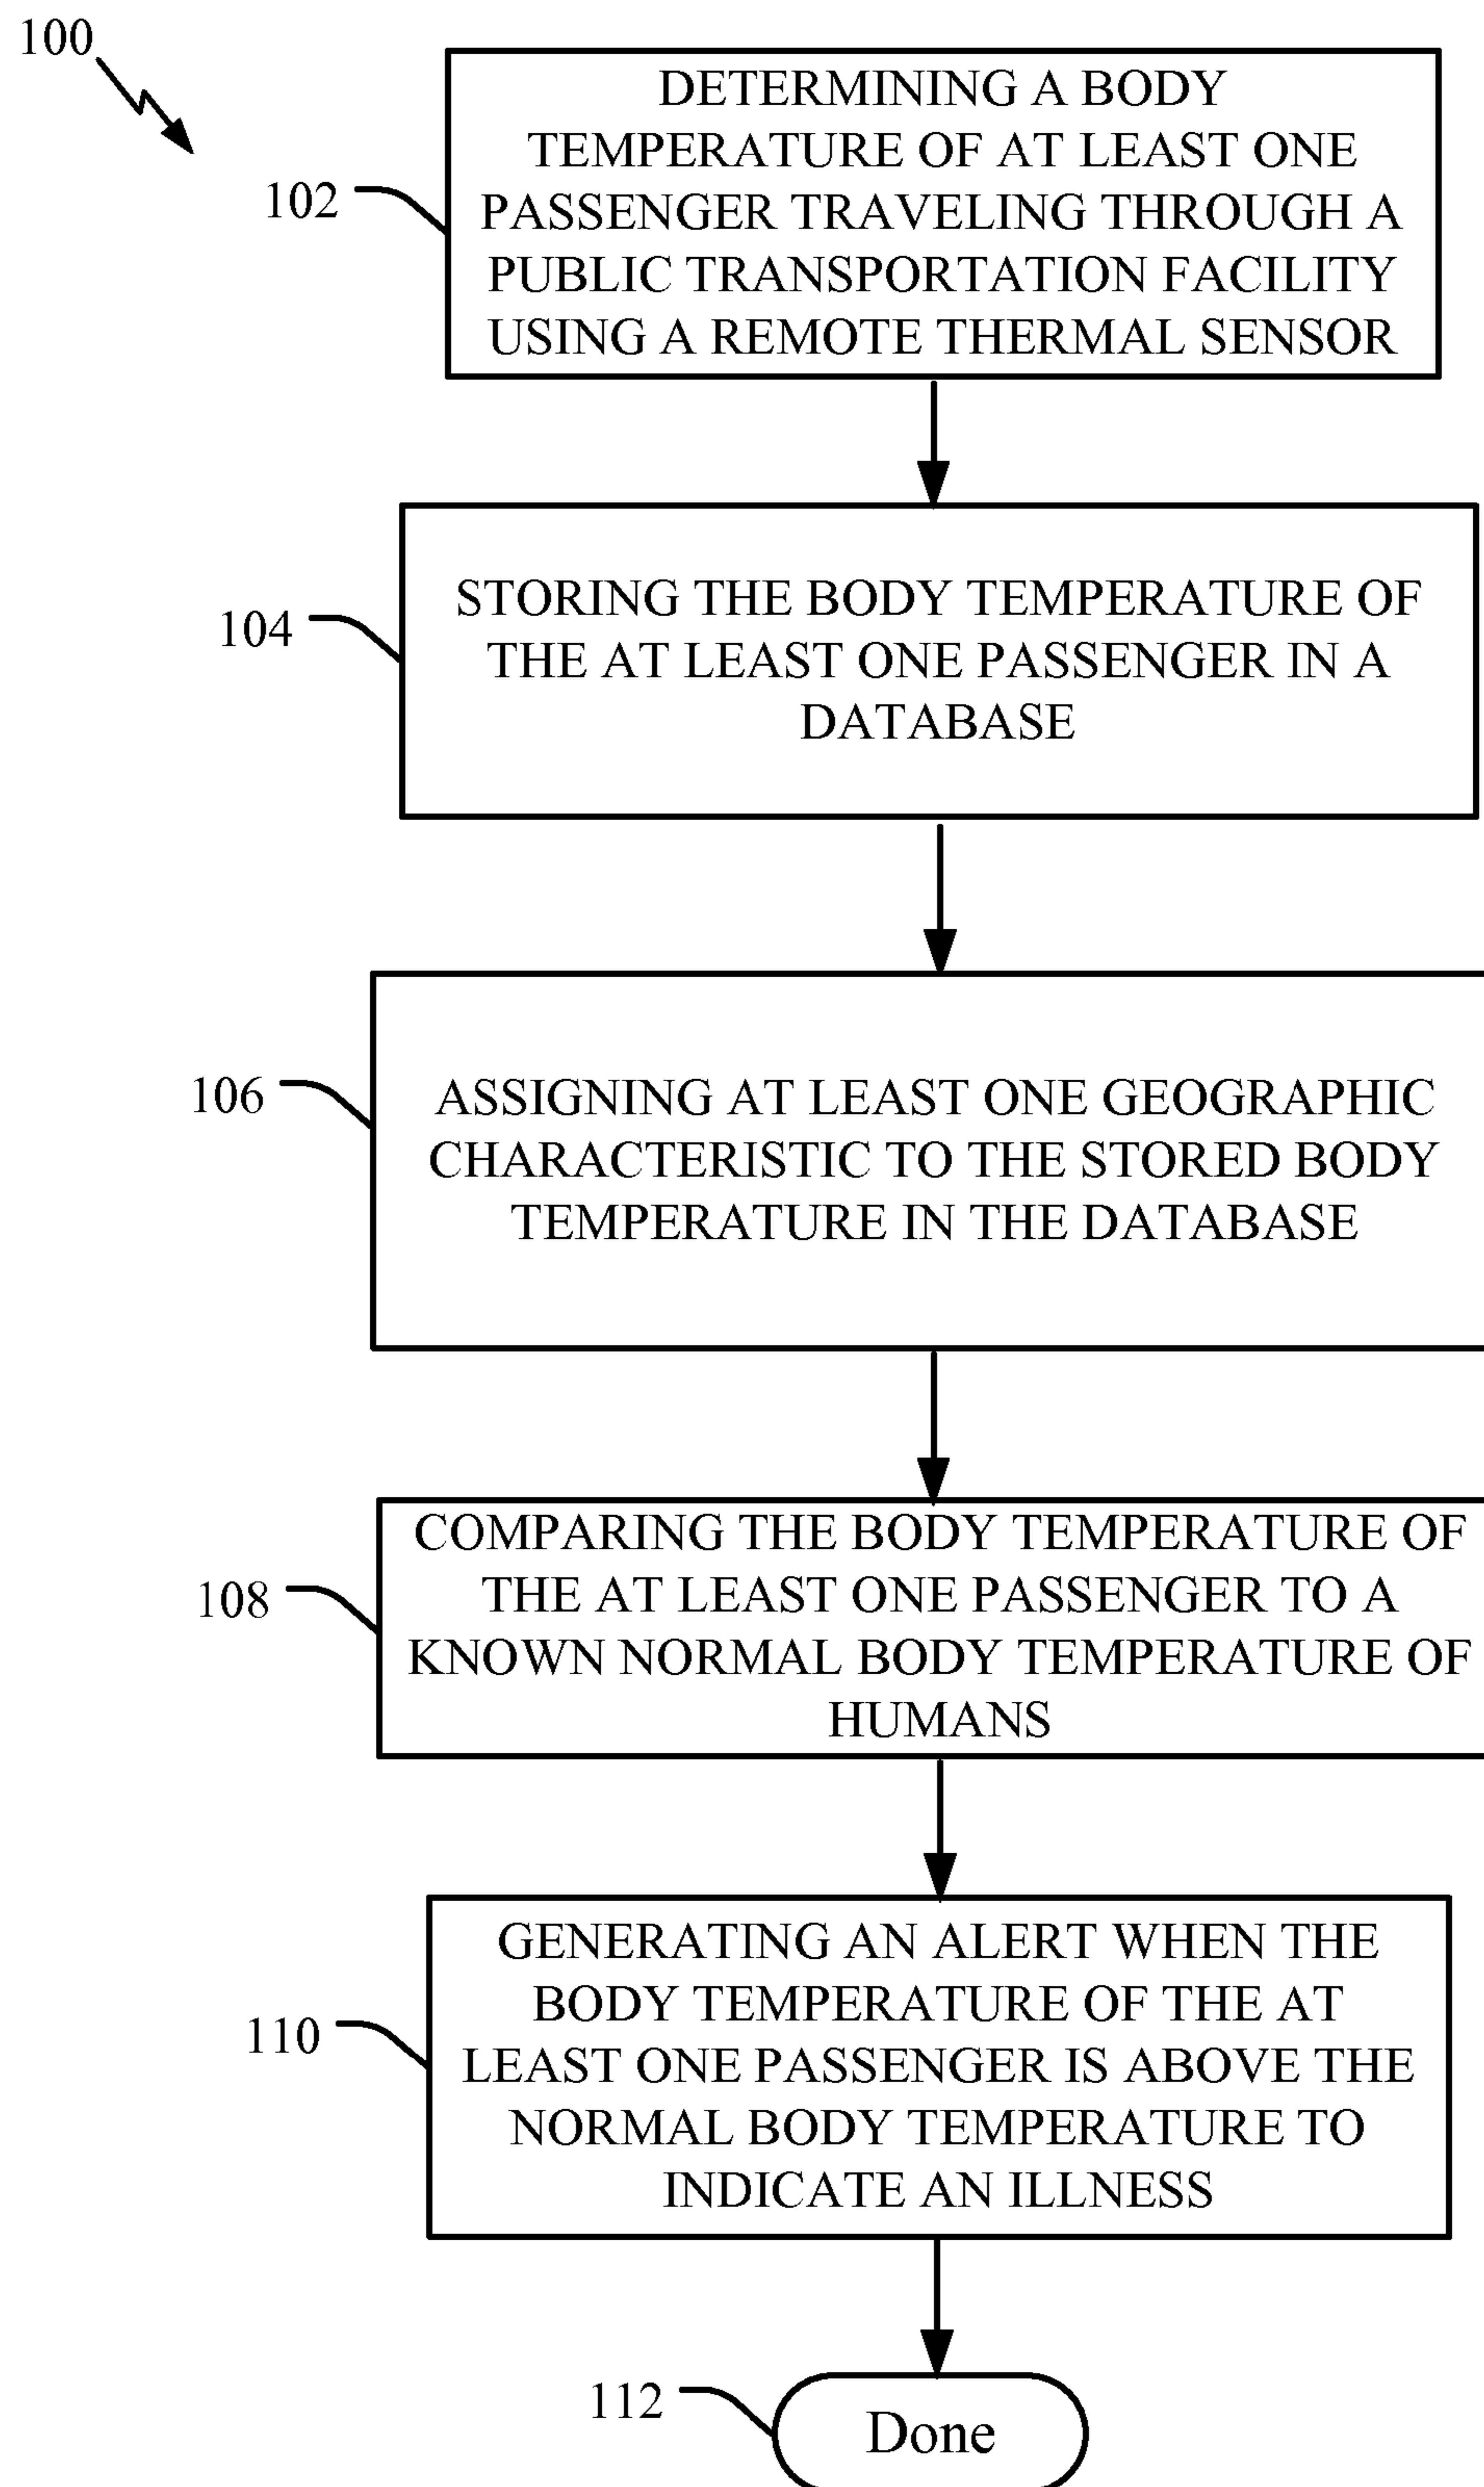 100
DETERMINING A BODY
TEMPERATURE OF AT LEAST ONE
PASSENGER TRAVELING THROUGH A
PUBLIC TRANSPORTATION FACILITY
USING A REMOTE THERMAL SENSOR
102
STORING THE BODY TEMPERATURE OF
THE AT LEAST ONE PASSENGER IN A
DATABASE
104
ASSIGNING AT LEAST ONE GEOGRAPHIC
CHARACTERISTIC TO THE STORED BODY
TEMPERATURE IN THE DATABASE
106
COMPARING THE BODY TEMPERATURE OF
THE AT LEAST ONE PASSENGER TO A
KNOWN NORMAL BODY TEMPERATURE OF
HUMANS
108
GENERATING AN ALERT WHEN THE
BODY TEMPERATURE OF THE AT
LEAST ONE PASSENGER IS ABOVE THE
NORMAL BODY TEMPERATURE TO
INDICATE AN ILLNESS
110
112
Done